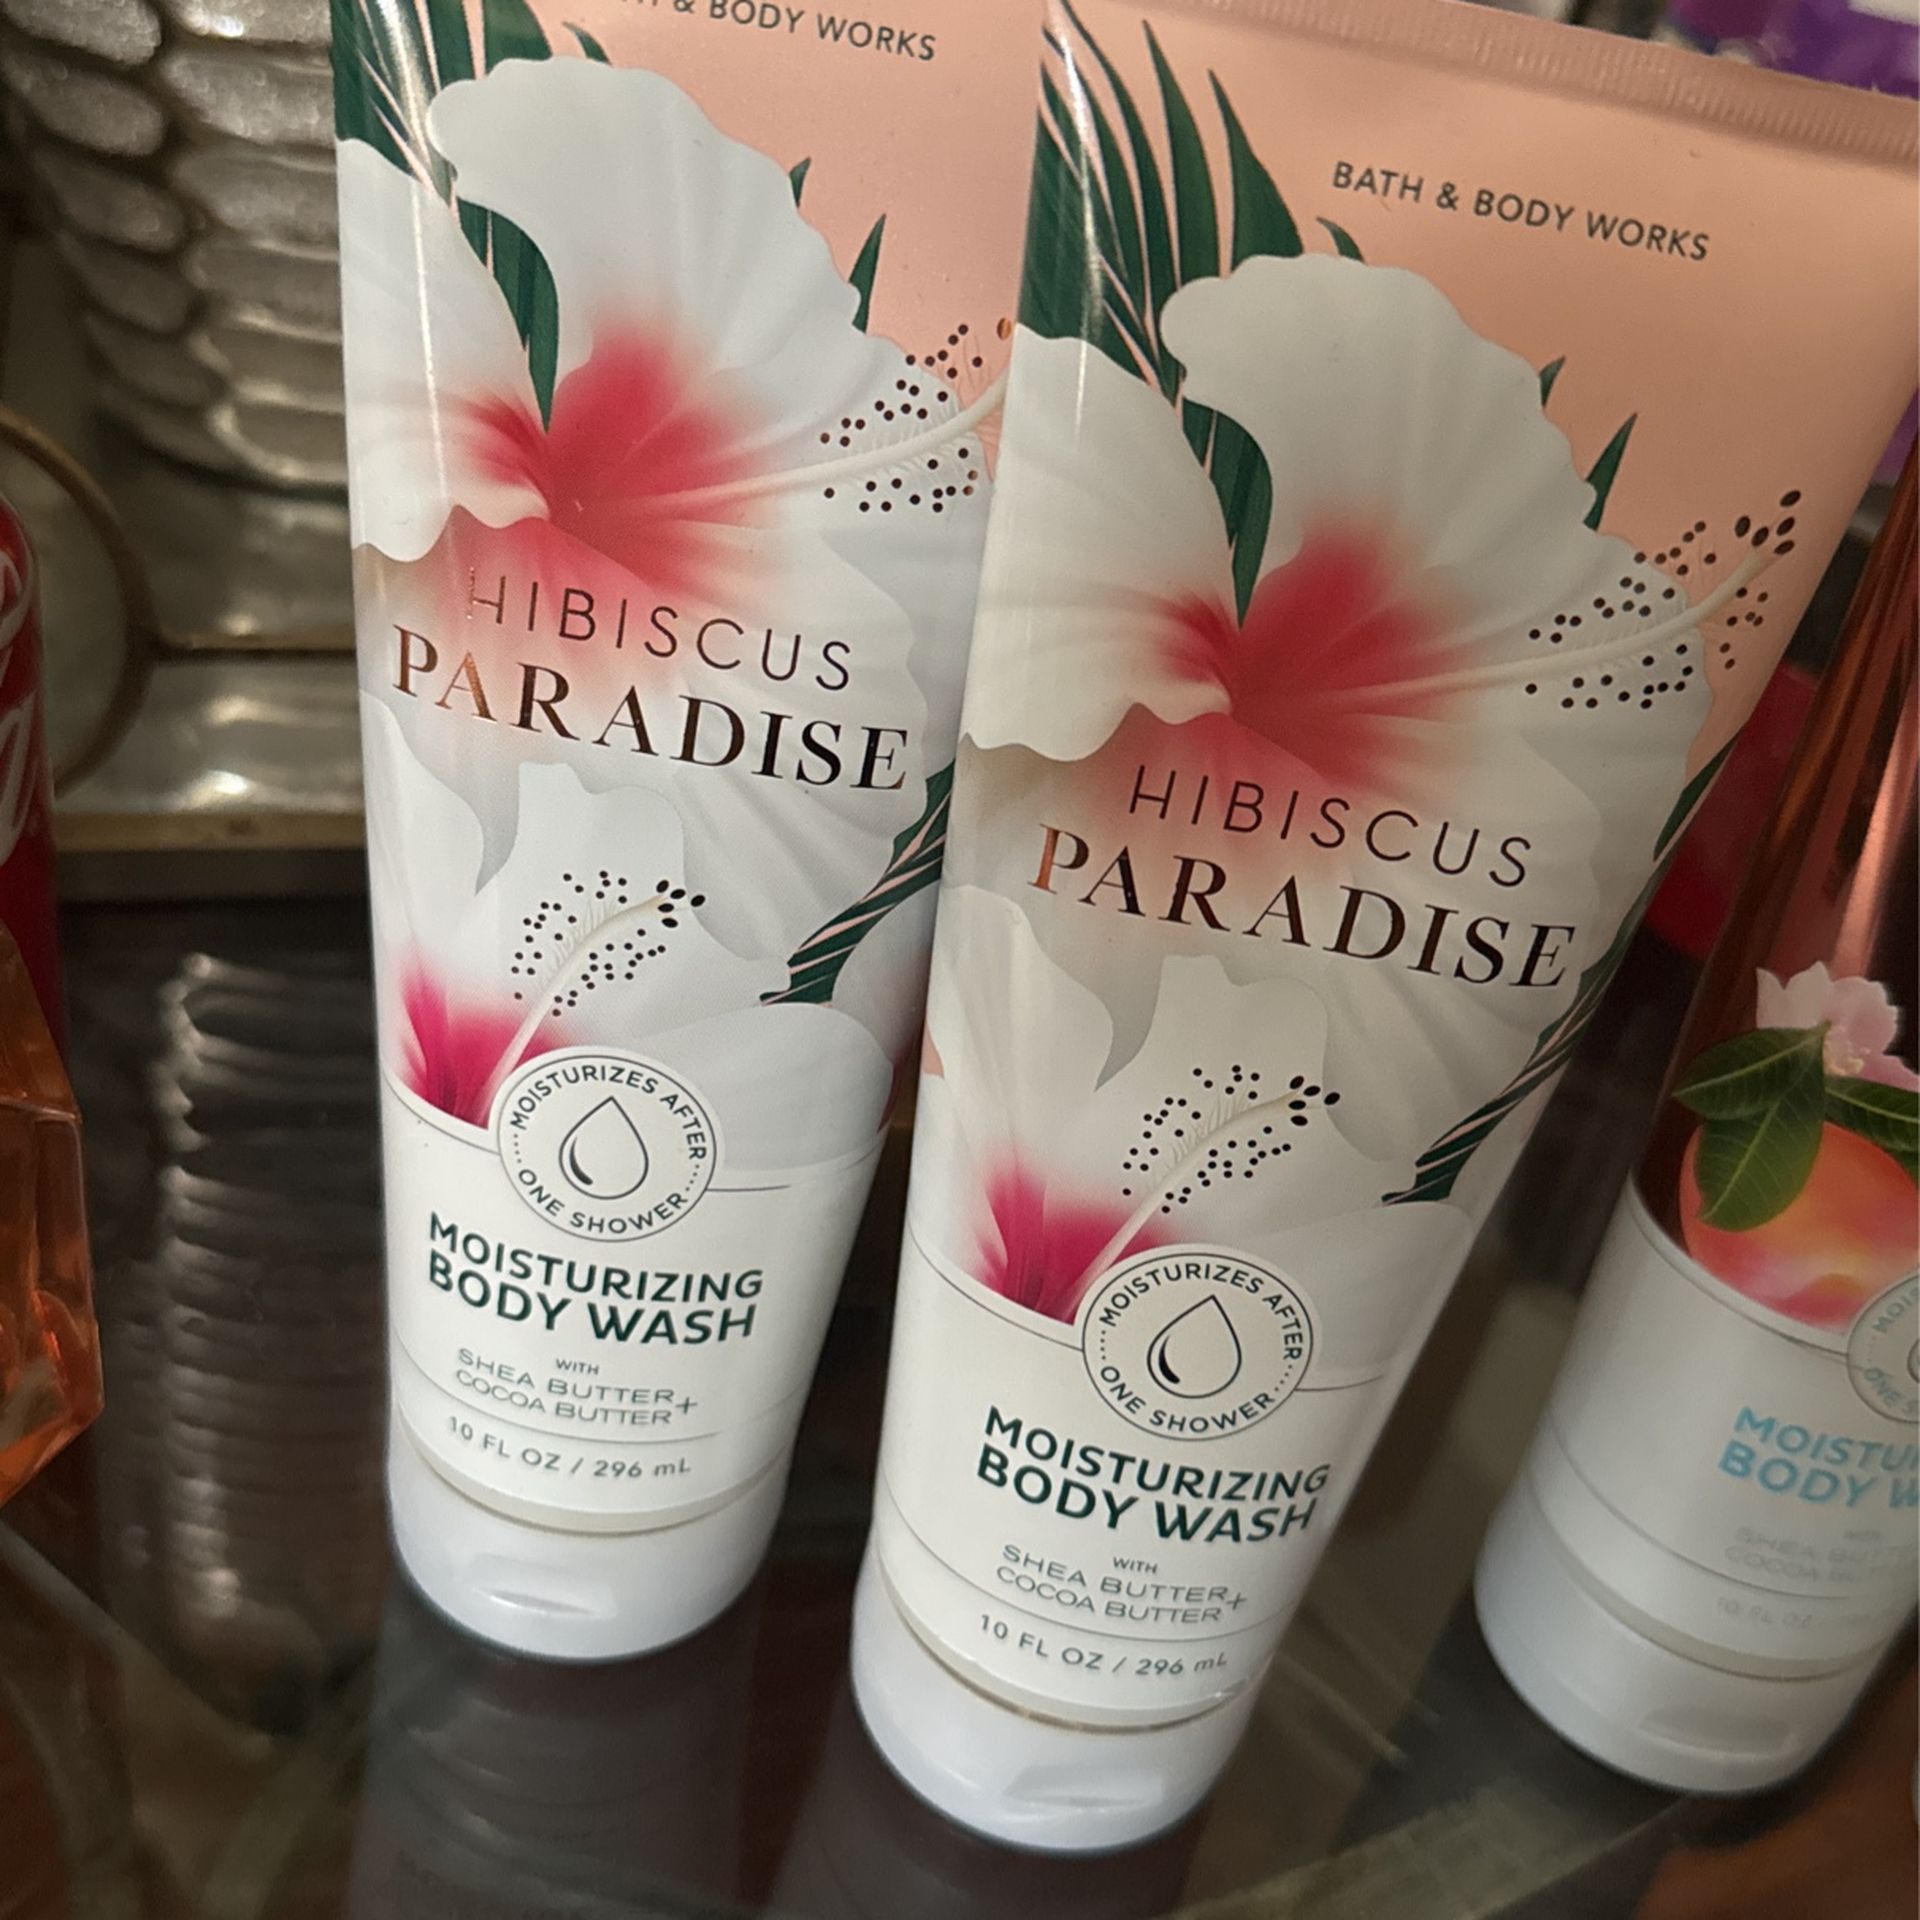 & BODY WORKS
HIBISCUS
PARADISE
MOISTURIZES AFTER
ONE SHOWER
MOISTURIZING
BODY WASH
WITH
SHEA BUTTER+
COCOA BUTTER
10 FL OZ / 296 mL
BATH & BODY WORKS
HIBISCUS
PARADISE
MOISTURIZES AFTER
ONE SHOWER
MOISTURIZING
BODY WASH
WITH
SHEA BUTTER+
COCOA BUTTER
10 FL OZ / 296 mL
MOISTU
BODY W